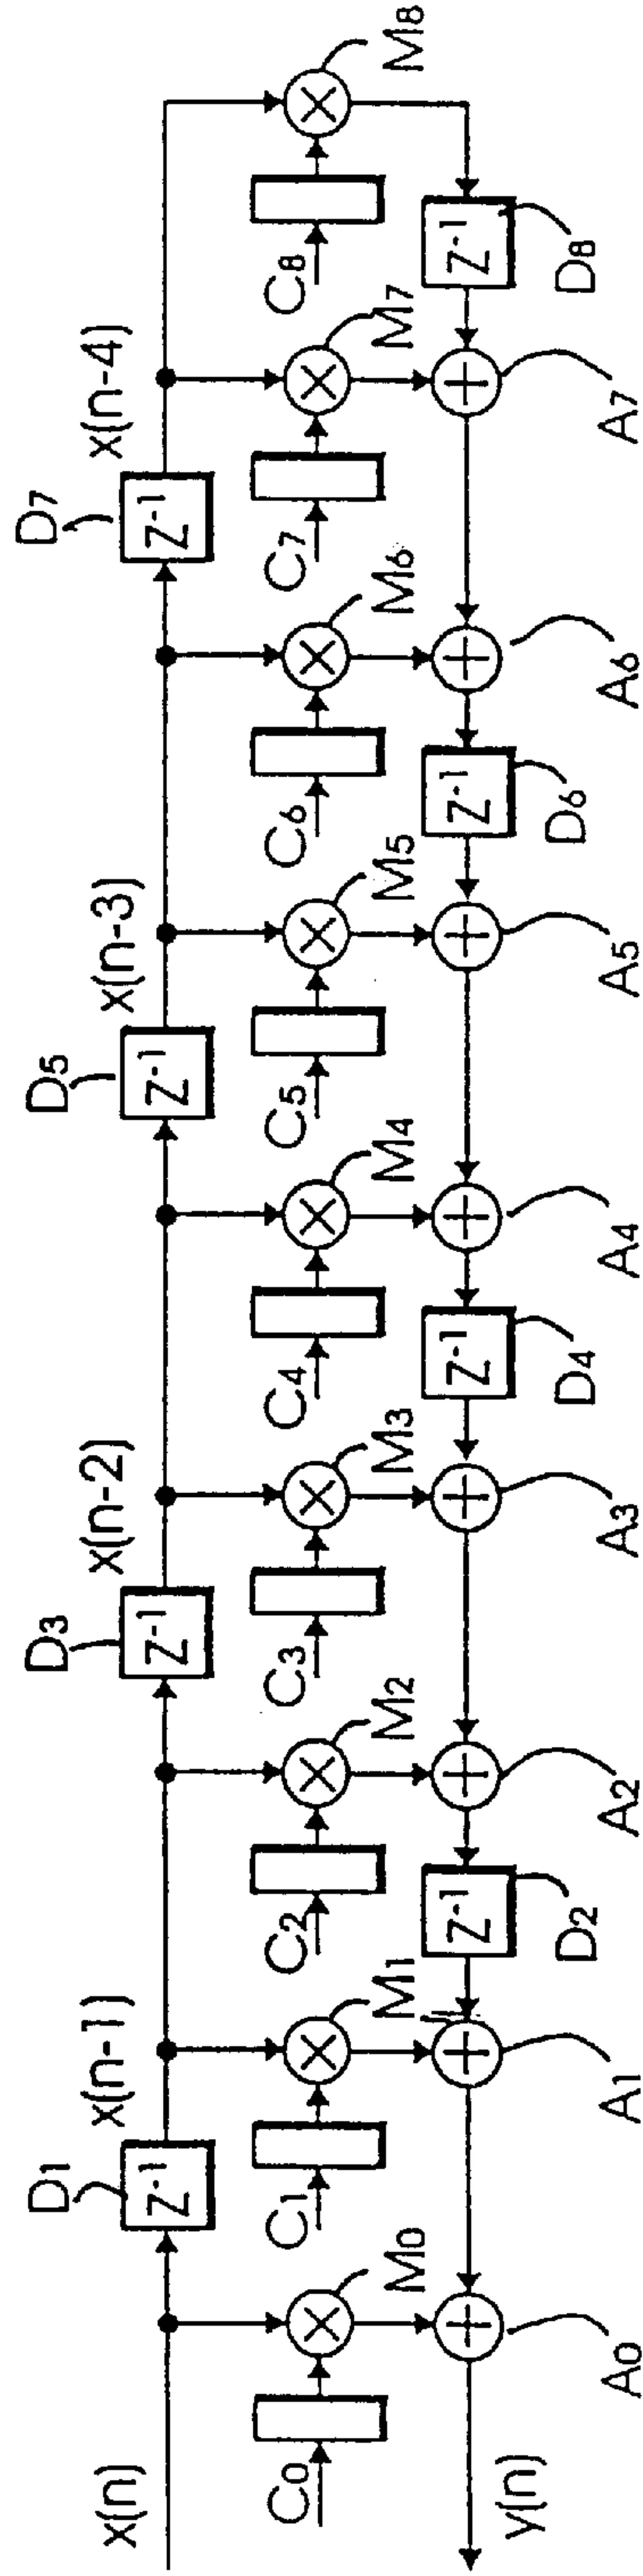 D1 D3 D5 D7
x(n) x(n-1) x(n-2) x(n-3) x(n-4)
Z-1 Z-1 Z-1 Z-1
C0 C1 C2 C3 C4 C5 C6 C7 C8
M0 M1 M2 M3 M4 M5 M6 M7 M8
Z-1 Z-1 Z-1 Z-1
y(n) D2 D4 D6 D8
A0 A1 A2 A3 A4 A5 A6 A7